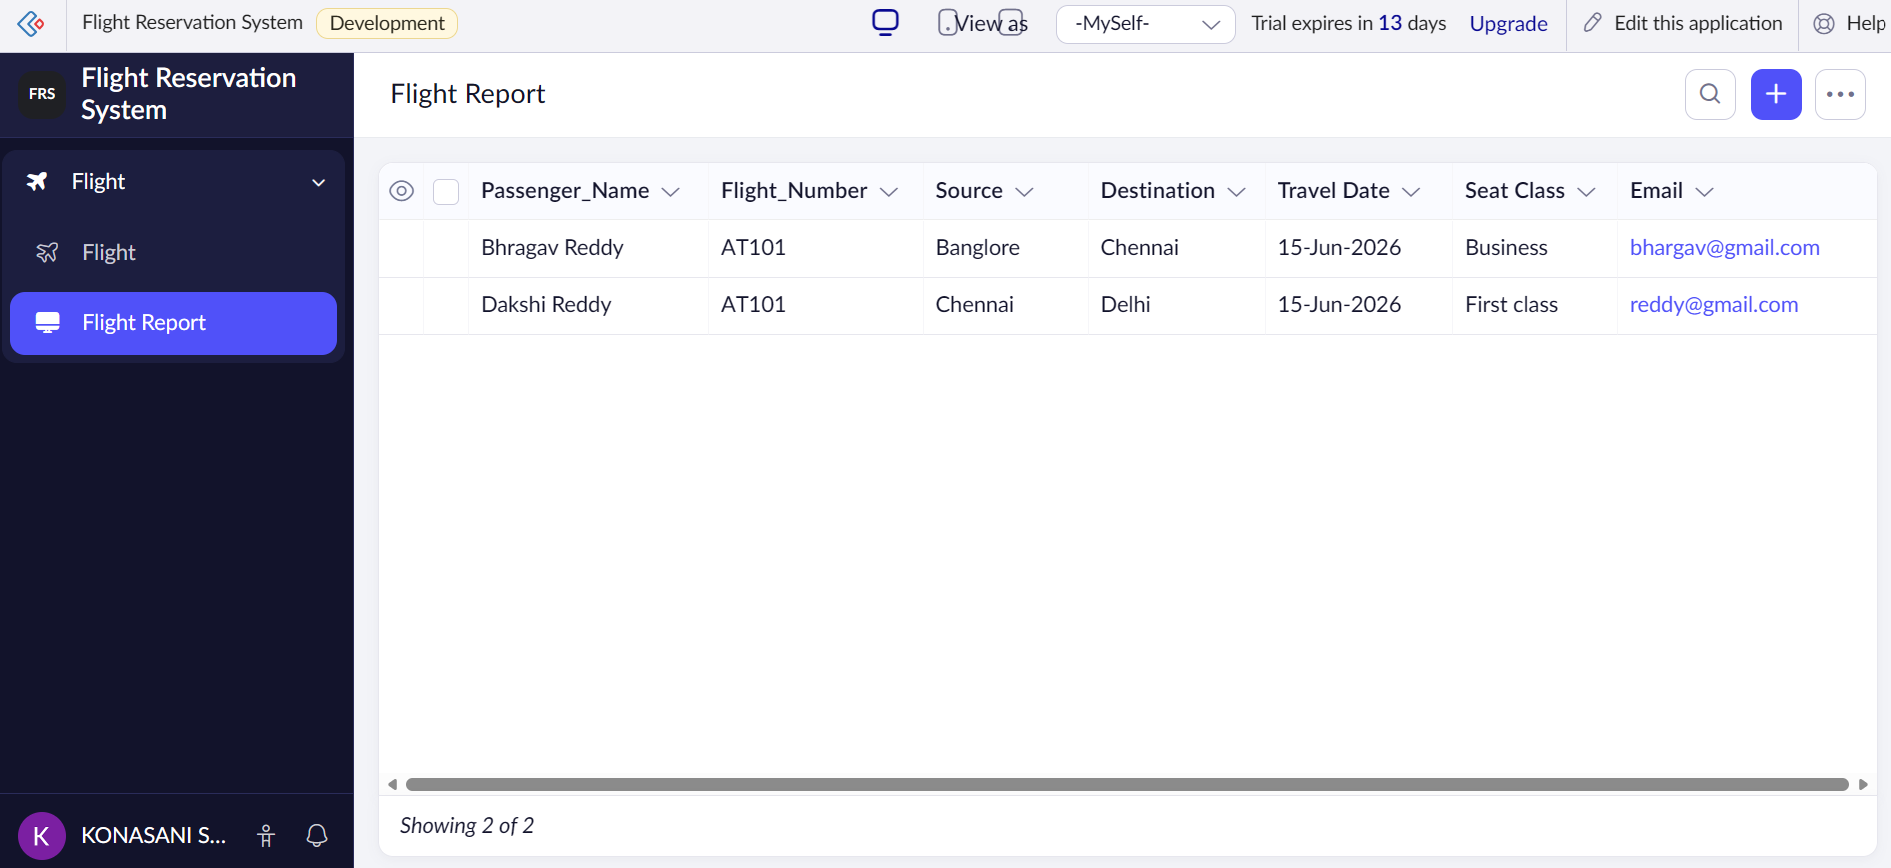 Flight Reservation System Development View as -MySelf- Trial expires in 13 days Upgrade Edit this application Help
FRS Flight Reservation
System
Flight
Flight
Flight Report
KONASANI S...
Flight Report
Passenger_Name Flight_Number Source Destination Travel Date Seat Class Email
Bhragav Reddy AT101 Banglore Chennai 15-Jun-2026 Business bhargav@gmail.com
Dakshi Reddy AT101 Chennai Delhi 15-Jun-2026 First class reddy@gmail.com
Showing 2 of 2
K